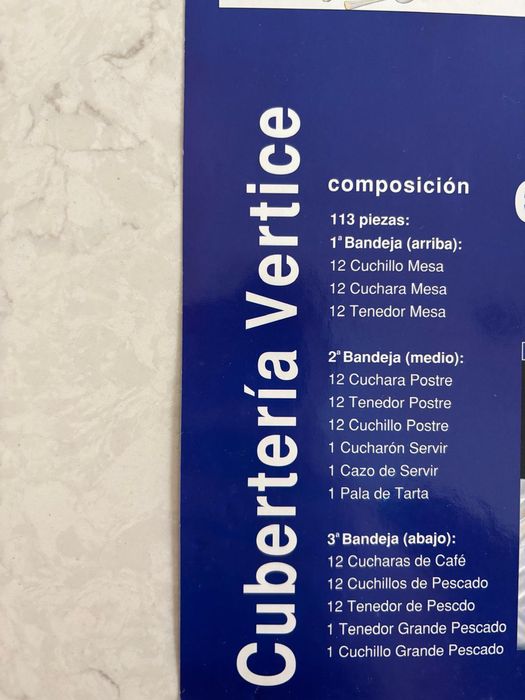 Cubertería Vertice
composición
113 piezas:
1ª Bandeja (arriba):
12 Cuchillo Mesa
12 Cuchara Mesa
12 Tenedor Mesa
2ª Bandeja (medio):
12 Cuchara Postre
12 Tenedor Postre
12 Cuchillo Postre
1 Cucharón Servir
1 Cazo de Servir
1 Pala de Tarta
3ª Bandeja (abajo):
12 Cucharas de Café
12 Cuchillos de Pescado
12 Tenedor de Pescdo
1 Tenedor Grande Pescado
1 Cuchillo Grande Pescado